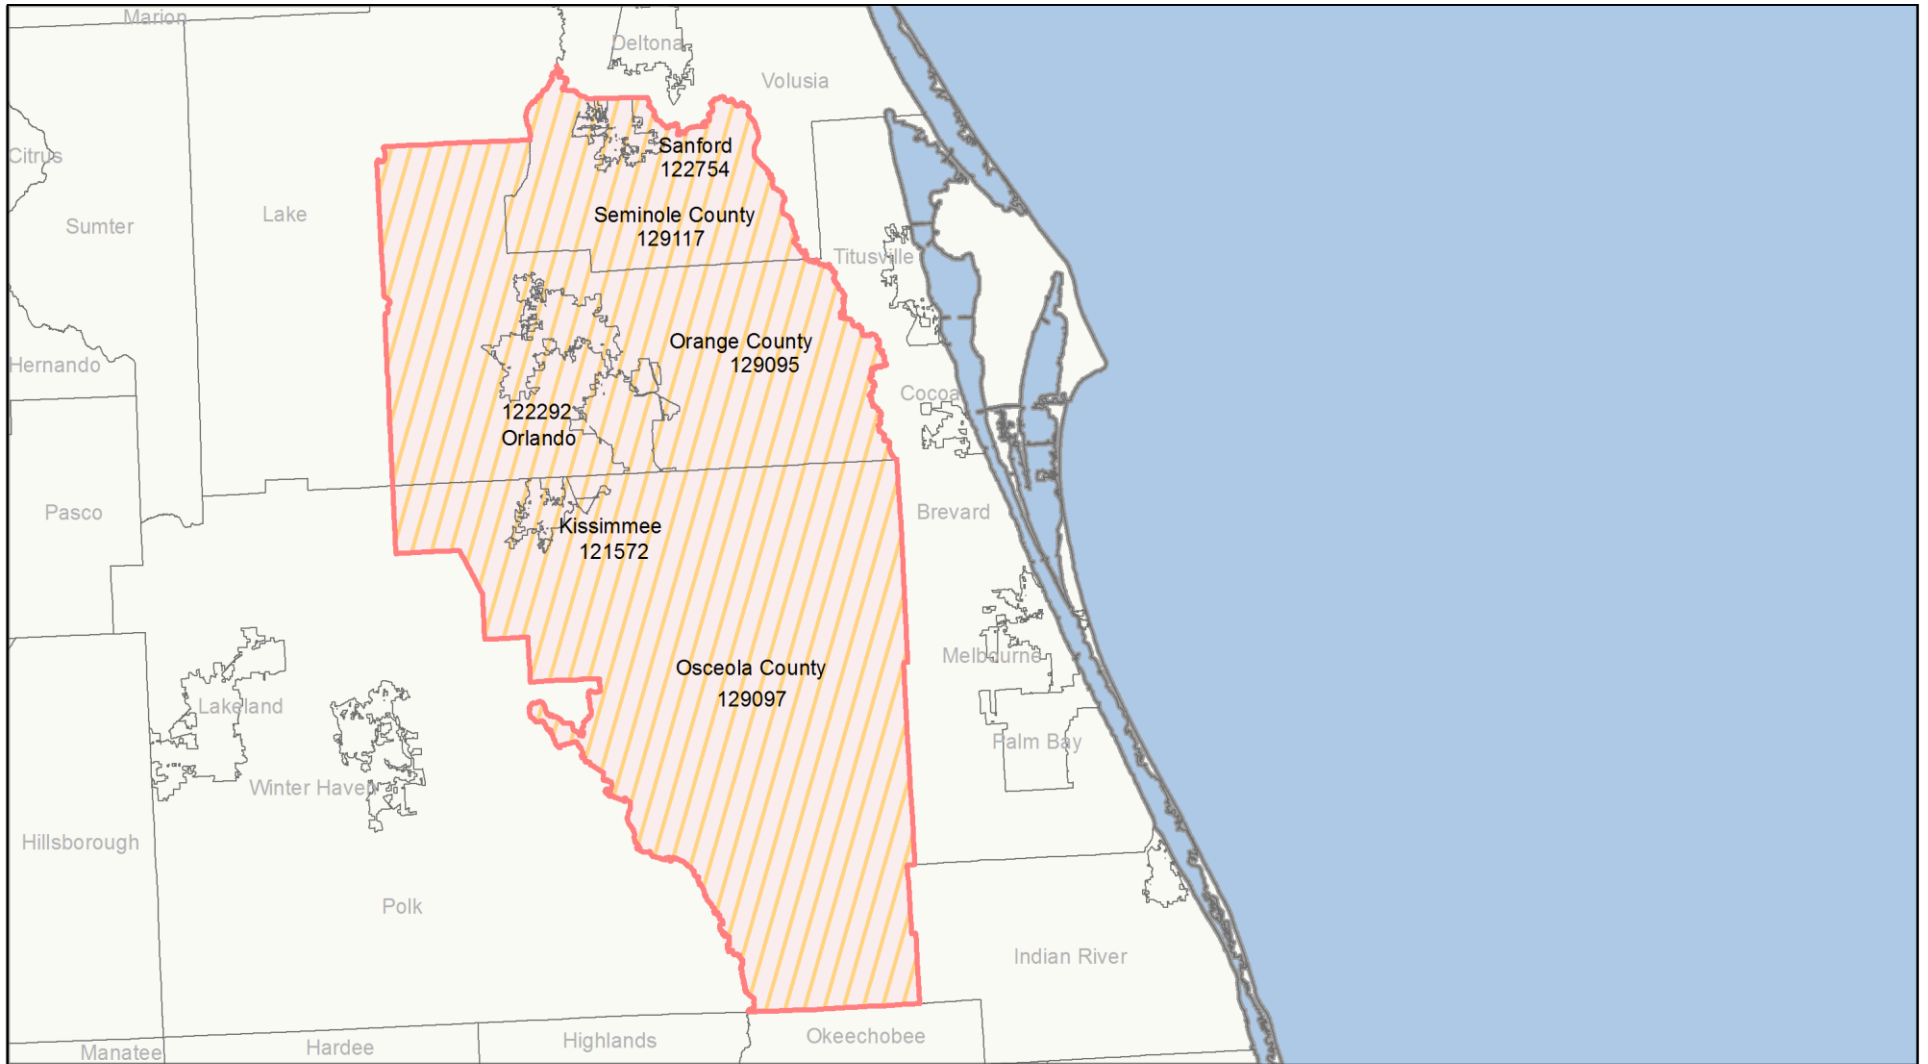 Marion
Deltona
Volusia
Citrus
Sanford
122754
Lake
Sumter
Seminole County
129117
Titusville
Orange County
129095
Hernando
Cocoa
122292
Orlando
Pasco
Brevard
Kissimmee
121572
Melbourne
Osceola County
129097
Lakeland
Palm Bay
Winter Haven
Hillsborough
Polk
Indian River
Okeechobee
Highlands
Hardee
Manatee